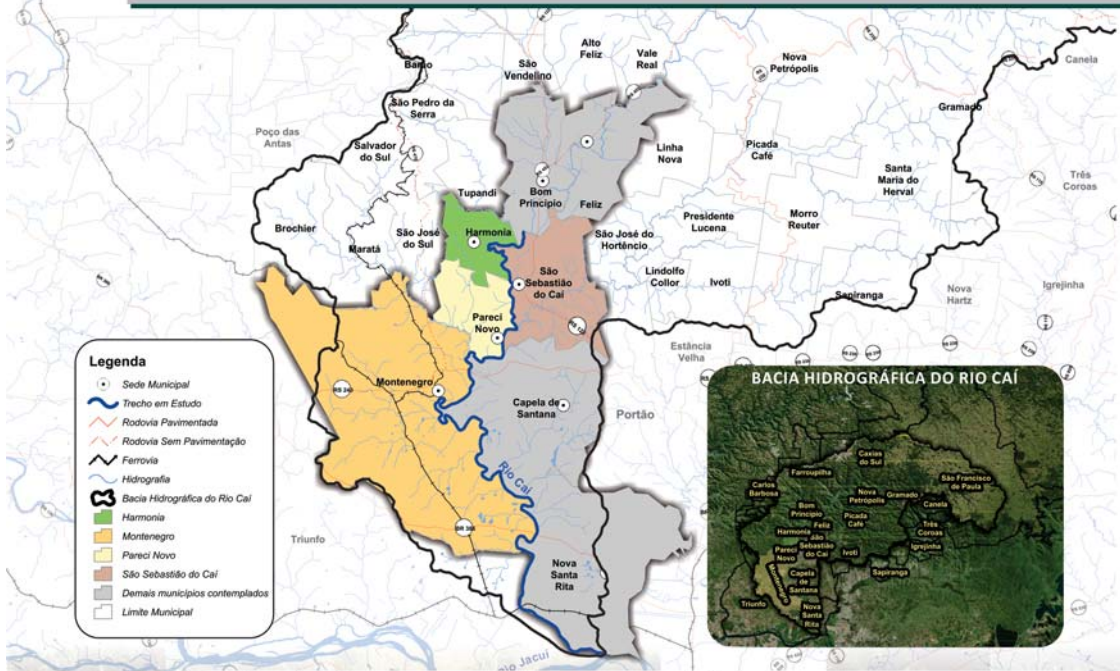 Alto
Feliz
Vale
Real
São
Vendelino
Nova
Petrópolis
Canela
Barão
São Pedro da
Serra
Gramado
Poço das
Antas
Salvador
do Sul
Linha
Nova
Picada
Café
Santa
Maria do
Herval
Três
Coroas
Tupandi
Bom
Princípio
Feliz
Brochier
Maratá
São José
do Sul
Harmonia
São José do
Hortêncio
Presidente
Lucena
Morro
Reuter
São
Sebastião
do Caí
Lindolfo
Collor
Ivoti
Sapiranga
Nova
Hartz
Igrejinha
Pareci
Novo
Estância
Velha
Montenegro
Capela de
Santana
Portão
Rio Caí
Triunfo
Nova
Santa
Rita
Legenda
Sede Municipal
Trecho em Estudo
Rodovia Pavimentada
Rodovia Sem Pavimentação
Ferrovia
Hidrografia
Bacia Hidrográfica do Rio Caí
Harmonia
Montenegro
Pareci Novo
São Sebastião do Caí
Demais municípios contemplados
Limite Municipal
BACIA HIDROGRÁFICA DO RIO CAÍ
Caxias
do Sul
Farroupilha
Carlos
Barbosa
São Francisco
de Paula
Nova
Petrópolis
Gramado
Canela
Bom
Princípio
Picada
Café
Três
Coroas
Harmonia
Feliz
São
Sebastião
do Caí
Igrejinha
Pareci
Novo
Ivoti
Sapiranga
Capela
de
Santana
Montenegro
Triunfo
Nova
Santa
Rita